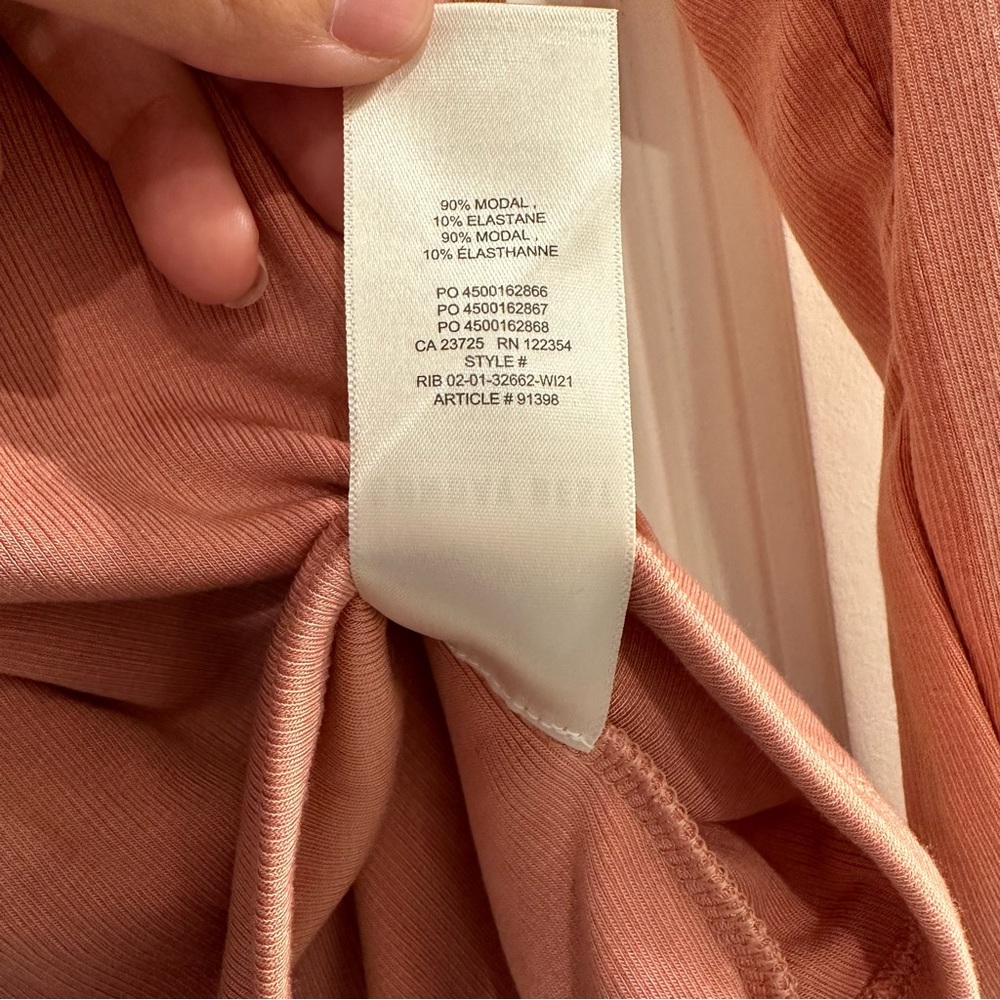 90% MODAL ,
10% ELASTANE
90% MODAL ,
10% ÉLASTHANNE
PO 4500162866
PO 4500162867
PO 4500162868
CA 23725 RN 122354
STYLE #
RIB 02-01-32662-WI21
ARTICLE # 91398